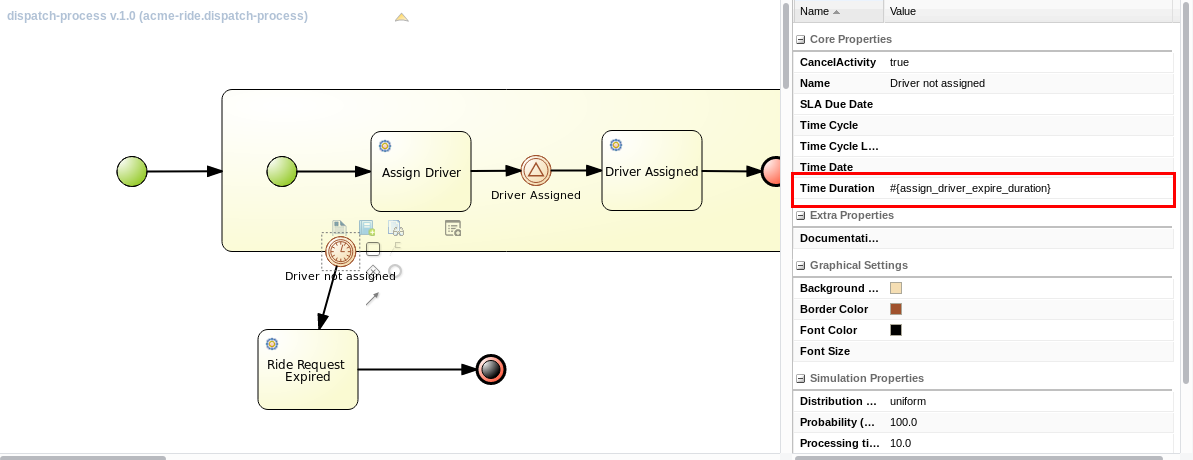 dispatch-process v.1.0 (acme-ride.dispatch-process)
Assign Driver
Driver Assigned
Driver Assigned
Driver not assigned
Ride Request
Expired
Name Value
Core Properties
CancelActivity true
Name Driver not assigned
SLA Due Date
Time Cycle
Time Cycle L...
Time Date
Time Duration #{assign_driver_expire_duration}
Extra Properties
Documentati...
Graphical Settings
Background ...
Border Color
Font Color
Font Size
Simulation Properties
Distribution ... uniform
Probability (... 100.0
Processing ti... 10.0